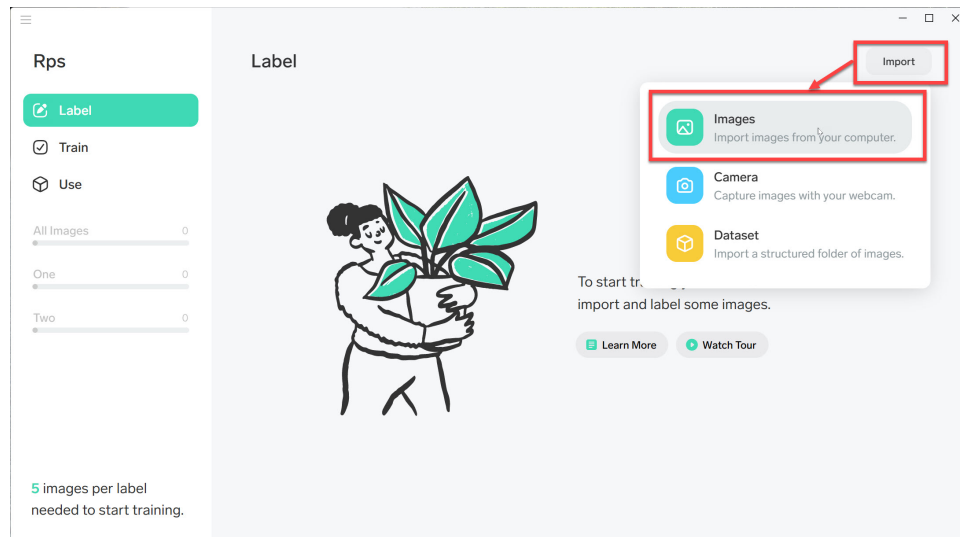 Rps
Label
Train
Use
All Images 0
One 0
Two 0
5 images per label
needed to start training.
Label
Import
Images
Import images from your computer.
Camera
Capture images with your webcam.
Dataset
Import a structured folder of images.
To start
import and label some images.
Learn More
Watch Tour